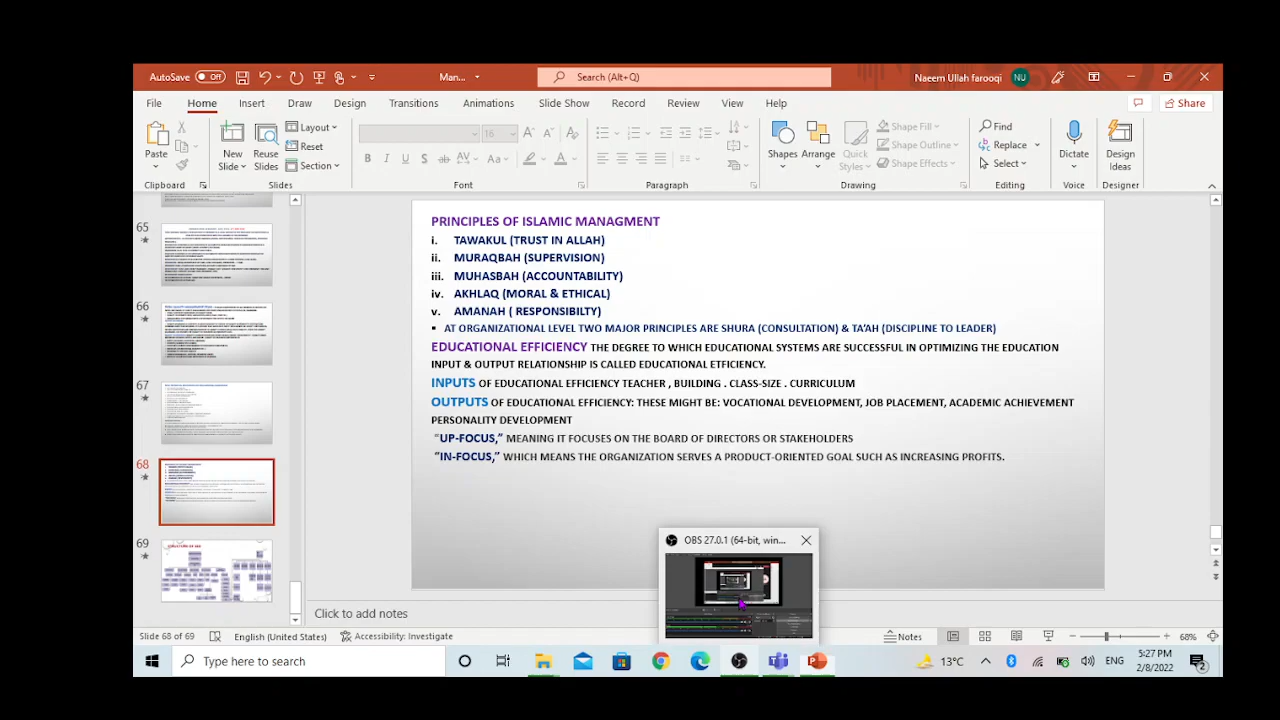 AutoSave Off Man... Search (Alt+Q) Naeem Ullah farooqi NU
File Home Insert Draw Design Transitions Animations Slide Show Record Review View Help Share
Paste New Slide Reuse Slides Layout Reset Section 16 Shapes Arrange Quick Styles Shape Fill Shape Outline Shape Effects Find Replace Select Dictate Design Ideas
Clipboard Slides Font Paragraph Drawing Editing Voice Designer
65
66
67
68
69
PRINCIPLES OF ISLAMIC MANAGMENT
i. TAWAKUL (TRUST IN ALLAH)
ii. MURAQBAH (SUPERVISION)
iii. MUHASBAH (ACCOUNTABILITY)
iv. AKHLAQ (MORAL & ETHICAL)
v. AMANAH ( RESPONSIBILTY)
ORGANIZATIONAL LEVEL TWO MAIN PRINCIPLES ARE SHURA (CONSULTATION) & TA'AH (OBEDIENCE TO LEADER)
EDUCATIONAL EFFICIENCY THE DEGREE TO WHICH EDUCATIONAL SYSTEMS ARE SUCCESSFUL IN OPTIMIZING THE EDUCATION
INPUT & OUTPUT RELATIONSHIP IS CALLED EDUCATIONAL ETFICIENCY.
INPUTS OF EDUCATIONAL EFFICIENCY:TEACHER , BUILDING . CLASS-SIZE . CURRICULUM
OUTPUTS OF EDUCATIONAL EFFICIENCY THESE MIGHT BE: VOCATIONAL DEVELOPMENT, PLACEMENT, ACADEMIC ACHIEVEMENT
PERSONALITY DEVELOPMENT
"UP-FOCUS," MEANING IT FOCUSES ON THE BOARD OF DIRECTORS OR STAKEHOLDERS
"IN-FOCUS," WHICH MEANS THE ORGANIZATION SERVES A PRODUCT-ORIENTED GOAL SUCH AS INCREASING PROFITS.
OBS 27.0.1 (64-bit, win...
Click to add notes
Slide 68 of 69 English (United States) Accessibility: Investigate Notes 68%
Type here to search 13°C ENG 5:27 PM
2/8/2022 2